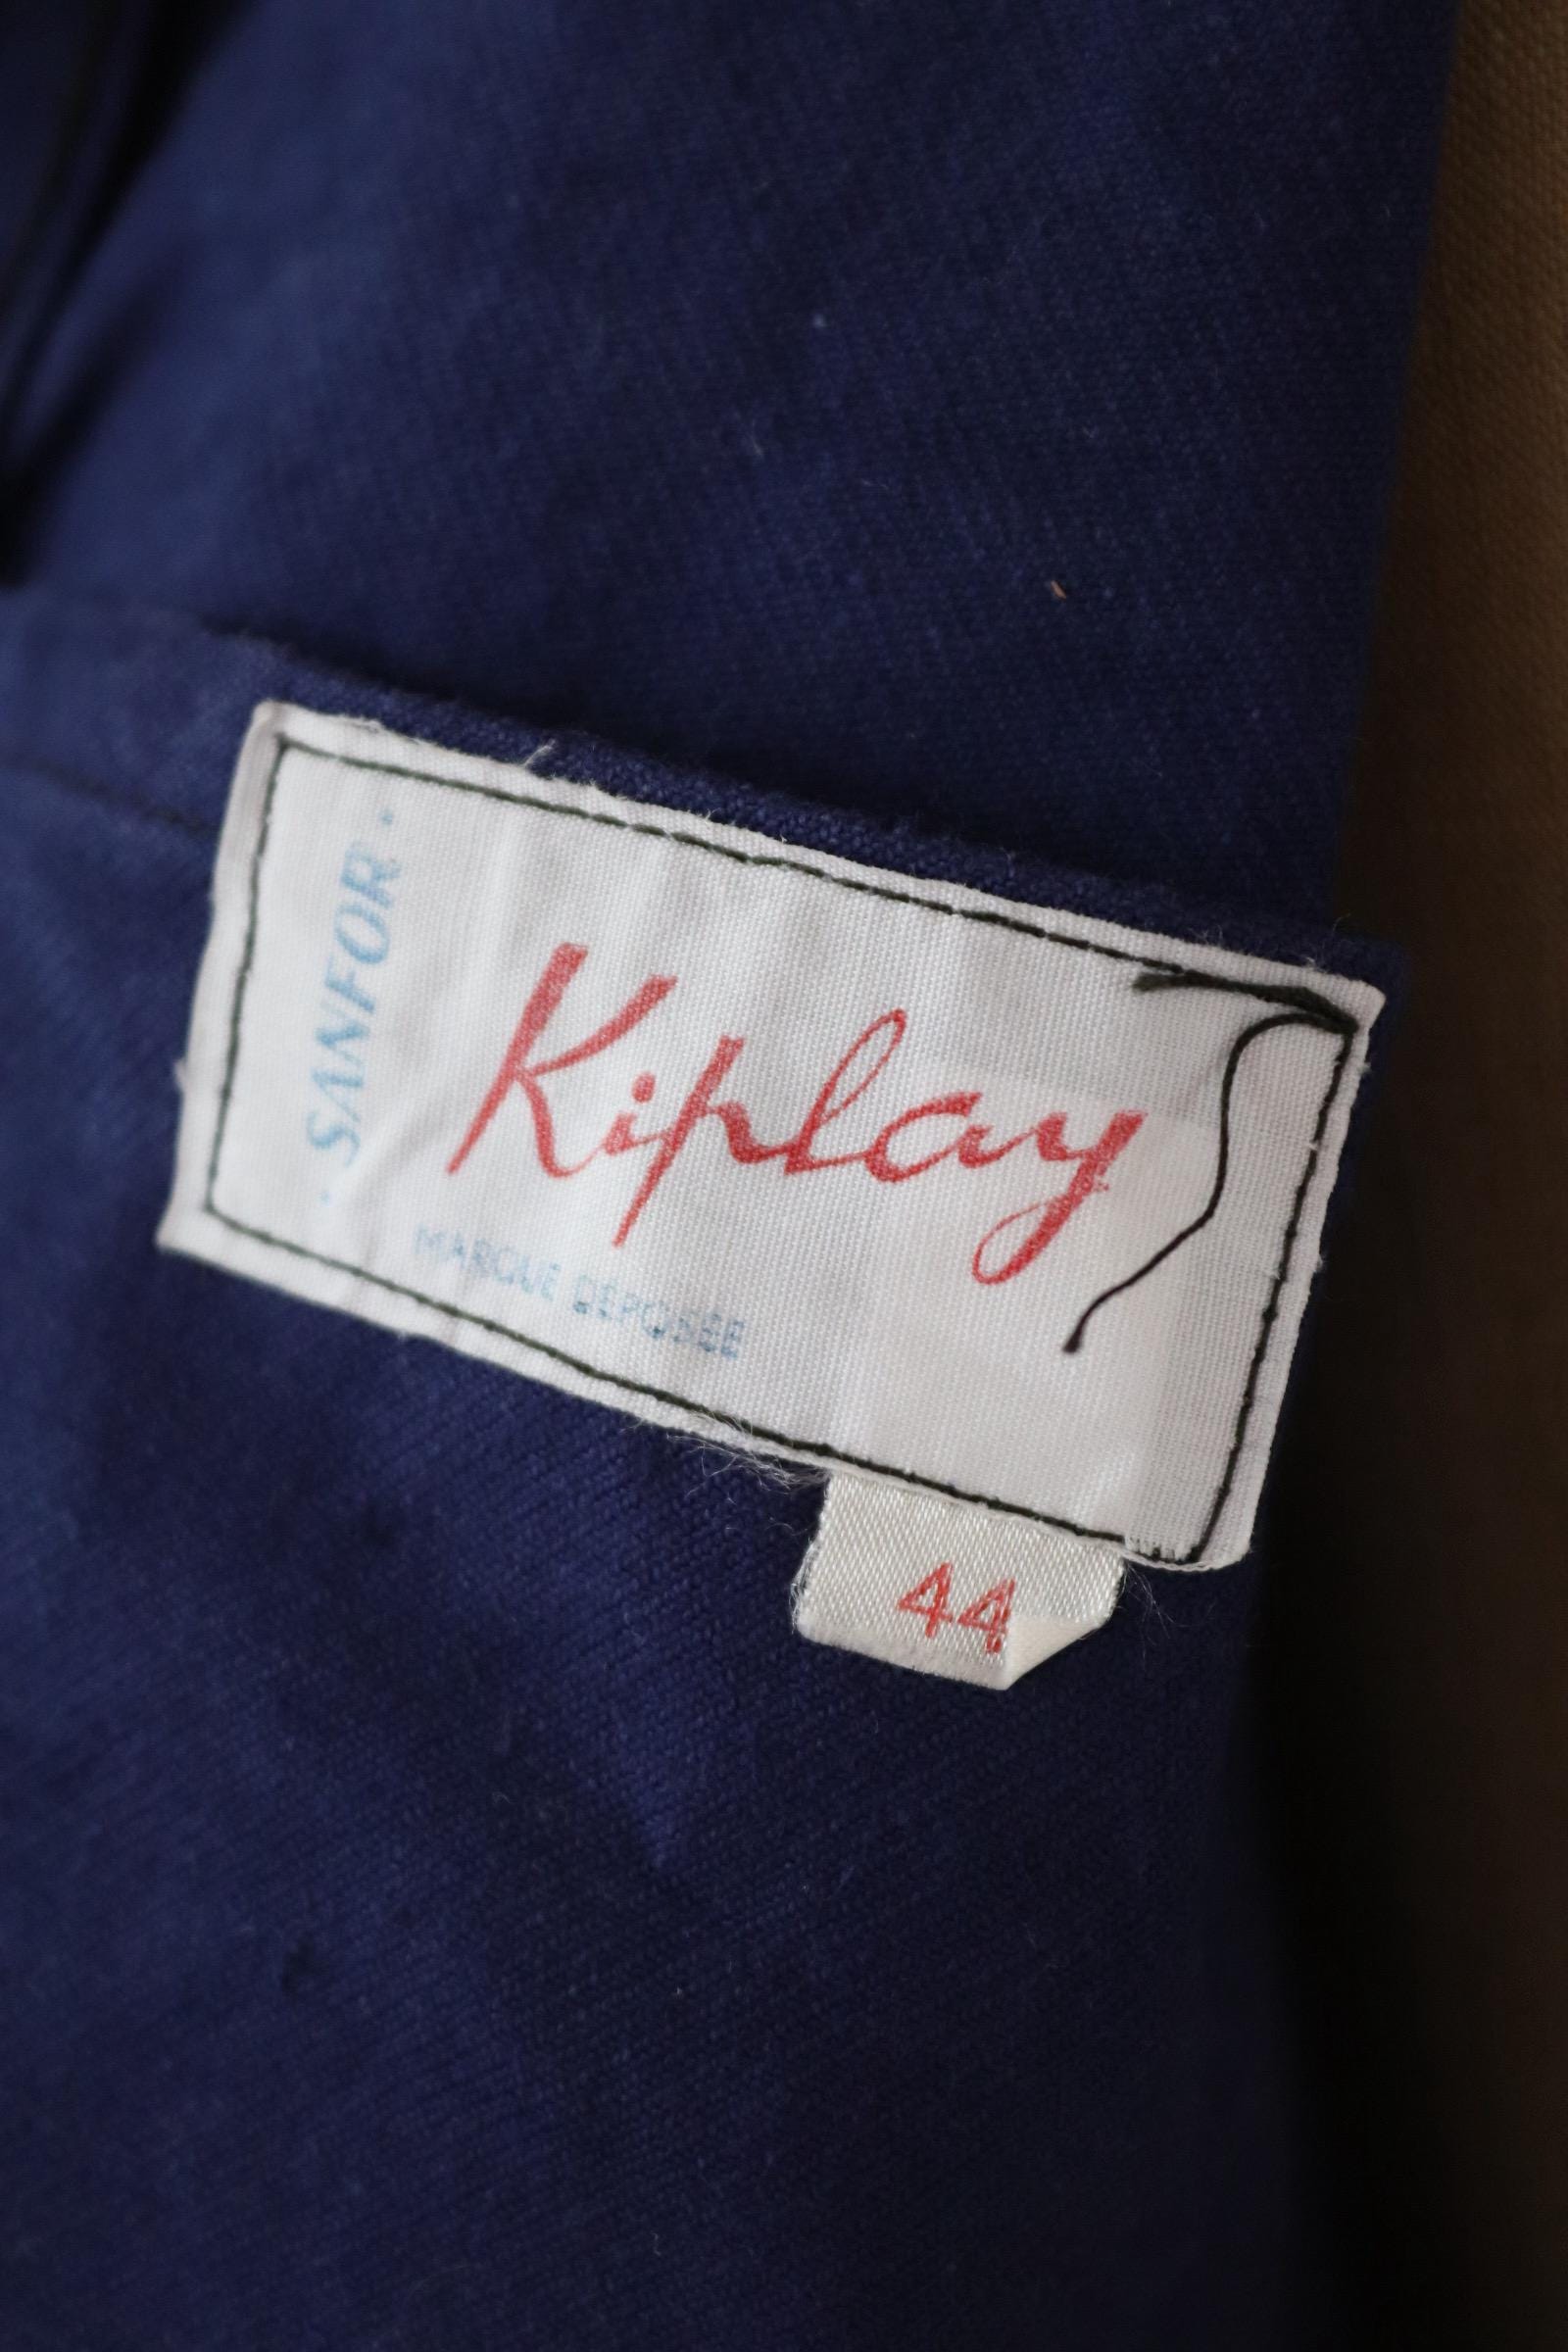 · SANFOR ·
Kiplay
MARQUE DÉPOSÉE
44